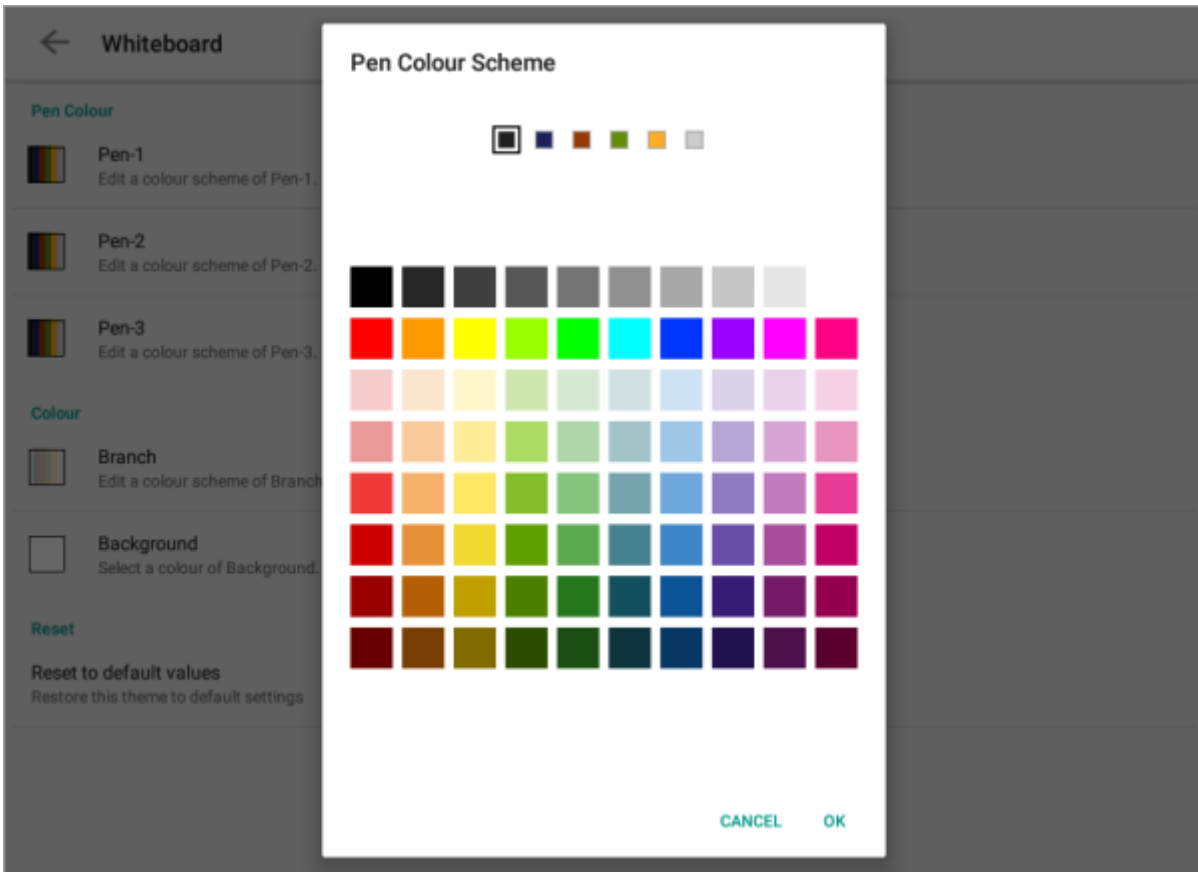 Whiteboard
Pen Colour Scheme
Pen Colour
Pen-1
Edit a colour scheme of Pen-1.
Pen-2
Edit a colour scheme of Pen-2.
Pen-3
Edit a colour scheme of Pen-3.
Colour
Branch
Edit a colour scheme of Branch
Background
Select a colour of Background.
Reset
Reset to default values
Restore this theme to default settings
CANCEL OK